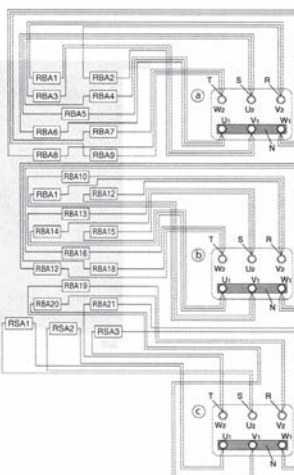 RBA1 RBA2
RBA3 RBA4
RBA5
RBA6 RBA7
RBA8 RBA9
T S R
a
W2 U2 V2
U1 V1 W1
N
RBA10
RBA1 RBA12
RBA13
RBA14 RBA15
RBA16
RBA12 RBA18
T S R
b
W2 U2 V2
U1 V1 W1
N
RBA19
RBA20 RBA21
RSA1 RSA2 RSA3
T S R
c
W2 U2 V2
U1 V1 W1
N